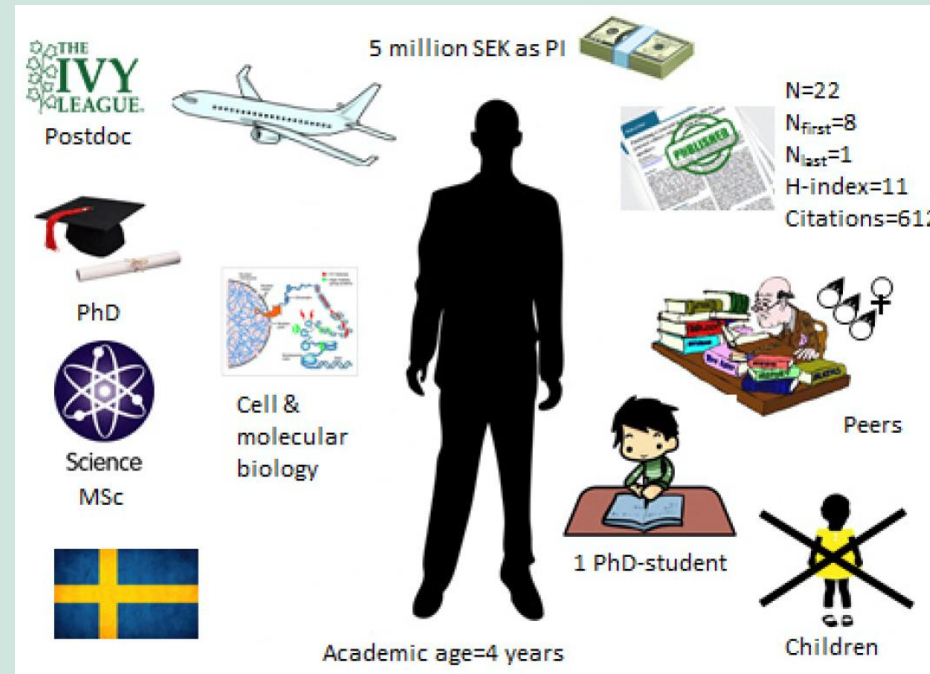 5 million SEK as PI
THE
IVY
LEAGUE.
Postdoc
N=22
Nfirst=8
Nlast=1
H-index=11
Citations=612
PUBLISHED
PhD
Cell &
molecular
biology
Peers
Science
MSc
1 PhD-student
Children
Academic age=4 years